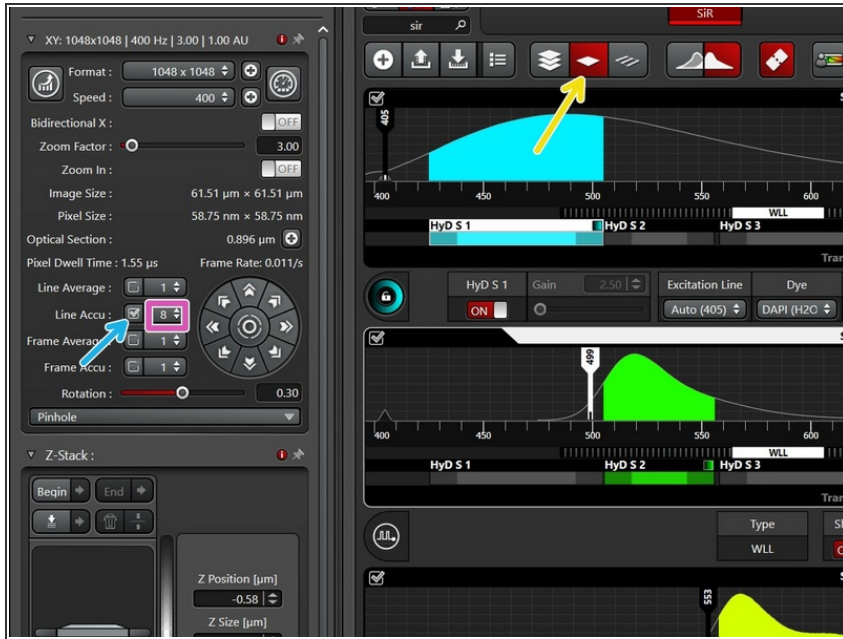 XY: 1048x1048 | 400 Hz | 3.00 | 1.00 AU
Format : 1048 x 1048
Speed : 400
Bidirectional X : OFF
Zoom Factor : 3.00
Zoom In : OFF
Image Size : 61.51 µm × 61.51 µm
Pixel Size : 58.75 nm × 58.75 nm
Optical Section : 0.896 µm
Pixel Dwell Time : 1.55 µs Frame Rate: 0.011/s
Line Average : 1
Line Accu : 8
Frame Average 1
Frame Accu : 1
Rotation : 0.30
Pinhole
Z-Stack :
Begin End
Z Position [µm]
-0.58
Z Size [µm]
sir
SiR
S
405
400 450 500 550 600
WLL
HyD S 1 HyD S 2 HyD S 3
Tran
HyD S 1 Gain 2.50 Excitation Line Dye
ON Auto (405) DAPI (H2O
S
499
400 450 500 550 600
WLL
HyD S 1 HyD S 2 HyD S 3
Tran
Type
WLL
S
553